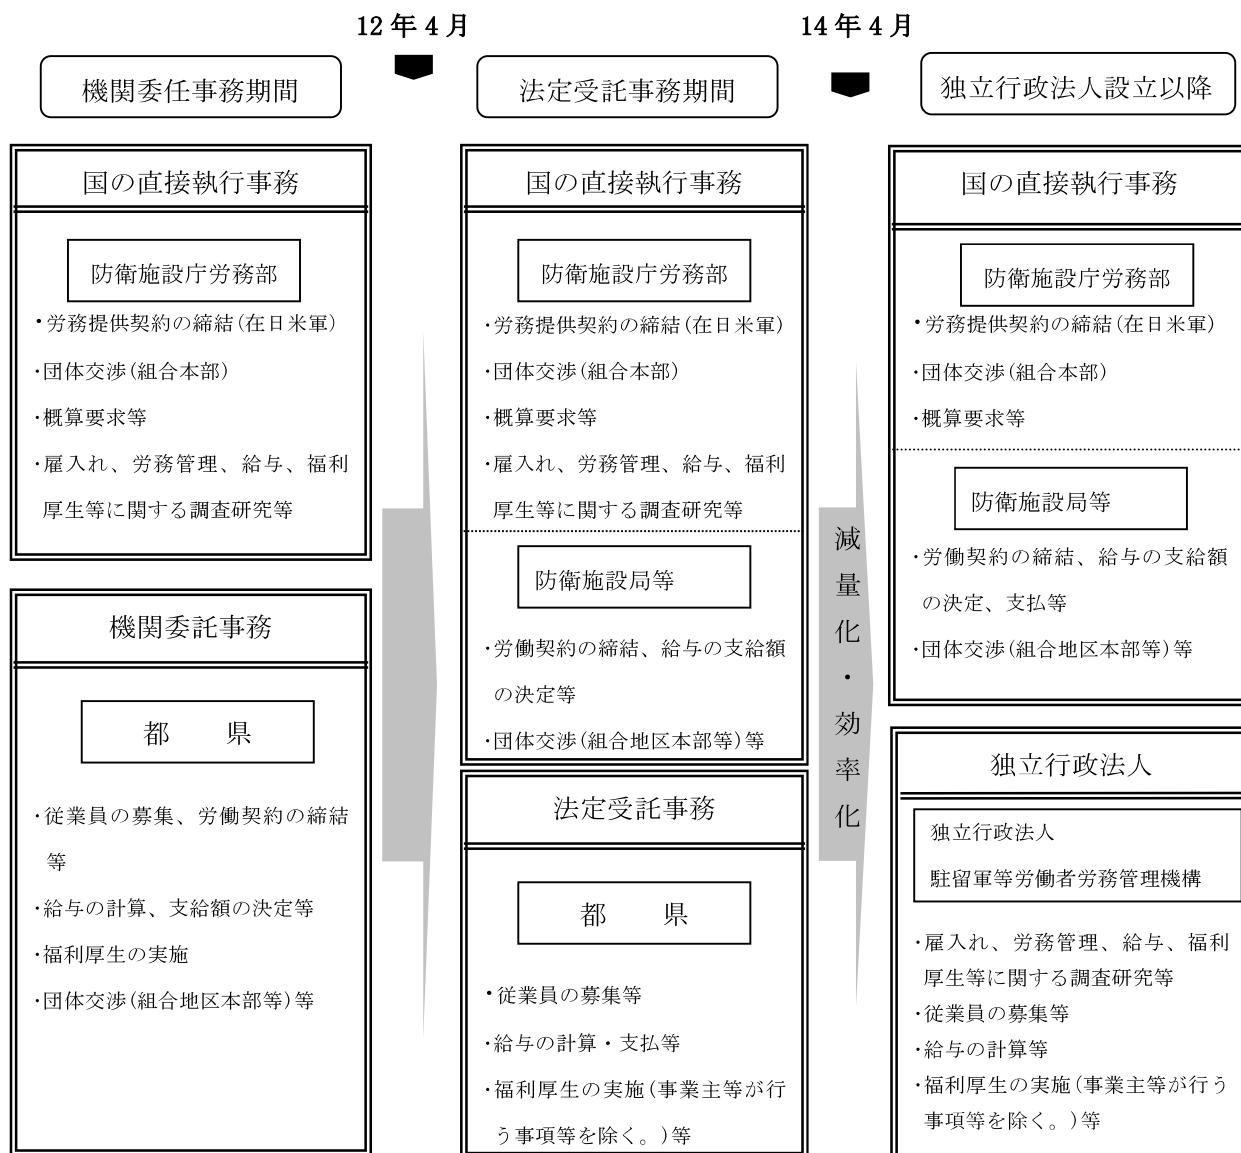 12 年 4 月
14 年 4 月
機関委任事務期間
国の直接執行事務
防衛施設庁労務部
・労務提供契約の締結(在日米軍)
・団体交渉(組合本部)
・概算要求等
・雇入れ、労務管理、給与、福利
厚生等に関する調査研究等
機関委託事務
都 県
・従業員の募集、労働契約の締結
等
・給与の計算、支給額の決定等
・福利厚生の実施
・団体交渉(組合地区本部等)等
法定受託事務期間
国の直接執行事務
防衛施設庁労務部
・労務提供契約の締結(在日米軍)
・団体交渉(組合本部)
・概算要求等
・雇入れ、労務管理、給与、福利
厚生等に関する調査研究等
防衛施設局等
・労働契約の締結、給与の支給額
の決定等
・団体交渉(組合地区本部等)等
法定受託事務
都 県
・従業員の募集等
・給与の計算・支払等
・福利厚生の実施(事業主等が行
う事項等を除く。)等
減量化・効率化
独立行政法人設立以降
国の直接執行事務
防衛施設庁労務部
・労務提供契約の締結(在日米軍)
・団体交渉(組合本部)
・概算要求等
防衛施設局等
・労働契約の締結、給与の支給額
の決定、支払等
・団体交渉(組合地区本部等)等
独立行政法人
独立行政法人
駐留軍等労働者労務管理機構
・雇入れ、労務管理、給与、福利
厚生等に関する調査研究等
・従業員の募集等
・給与の計算等
・福利厚生の実施(事業主等が行う
事項等を除く。)等